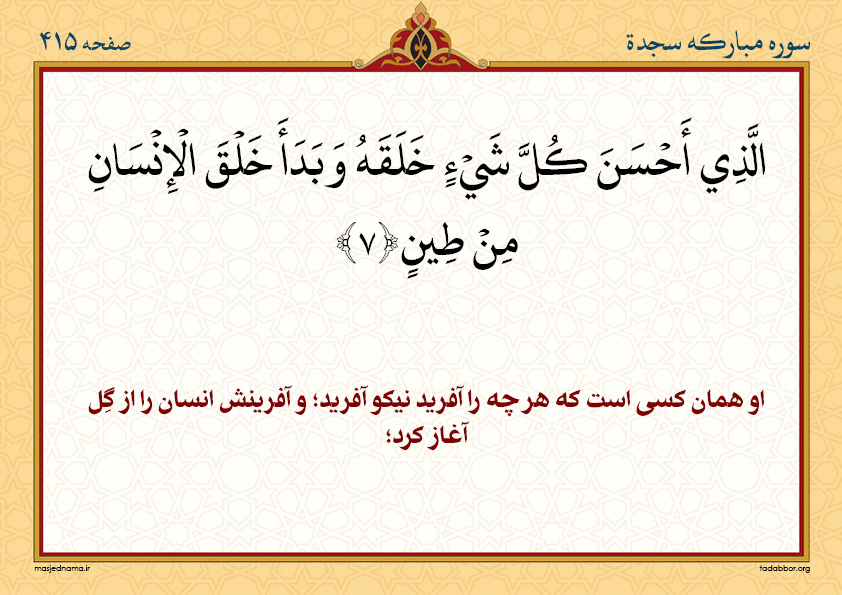 سوره مبارکه سجدة
صفحه ۴۱۵
الَّذِي أَحْسَنَ كُلَّ شَيْءٍ خَلَقَهُ وَبَدَأَ خَلْقَ الْإِنْسَانِ
مِنْ طِينٍ ﴿۷﴾
او همان کسی است که هر چه را آفرید نیکو آفرید؛ و آفرینش انسان را از گِل
آغاز کرد؛
masjednama.ir
tadabbor.org